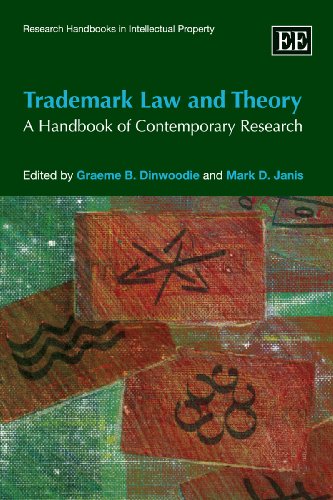 Research Handbooks in Intellectual Property
EE
Trademark Law and Theory
A Handbook of Contemporary Research
Edited by Graeme B. Dinwoodie and Mark D. Janis